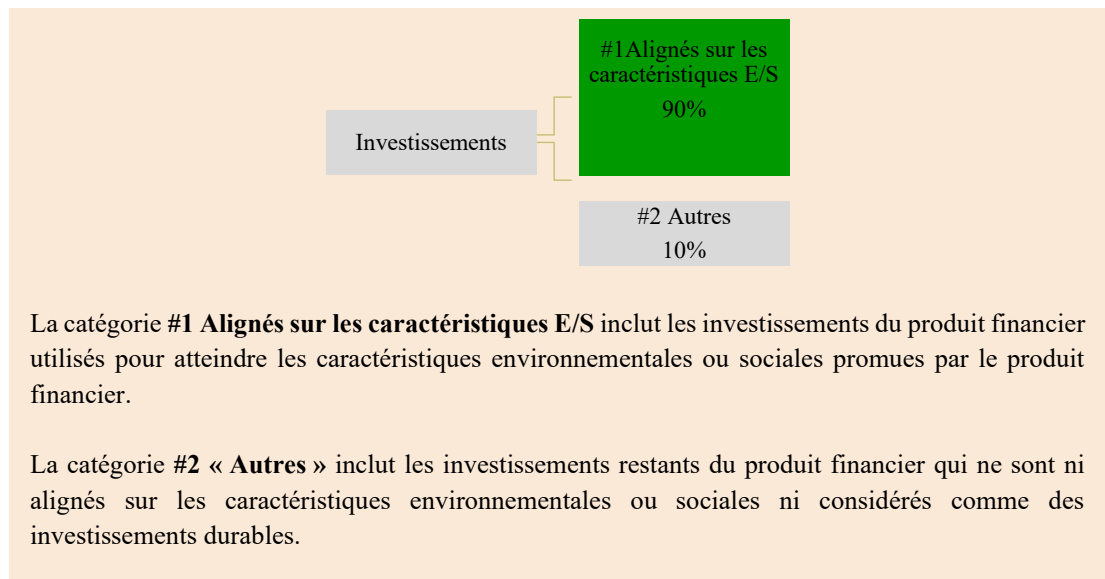 #1Alignés sur les
caractéristiques E/S
90%
Investissements
#2 Autres
10%
La catégorie #1 Alignés sur les caractéristiques E/S inclut les investissements du produit financier
utilisés pour atteindre les caractéristiques environnementales ou sociales promues par le produit
financier.
La catégorie #2 « Autres » inclut les investissements restants du produit financier qui ne sont ni
alignés sur les caractéristiques environnementales ou sociales ni considérés comme des
investissements durables.